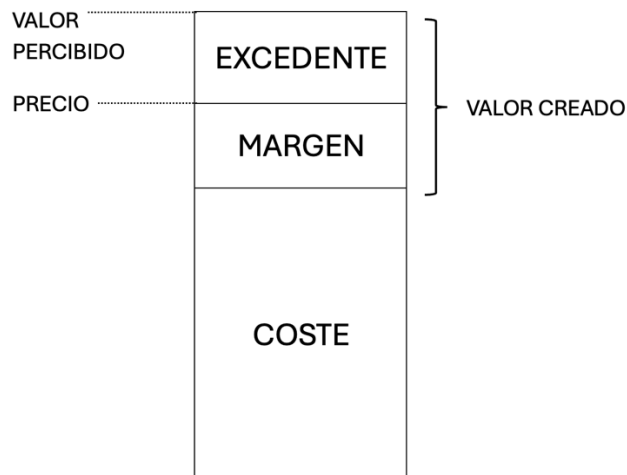 VALOR
PERCIBIDO
EXCEDENTE
PRECIO
VALOR CREADO
MARGEN
COSTE